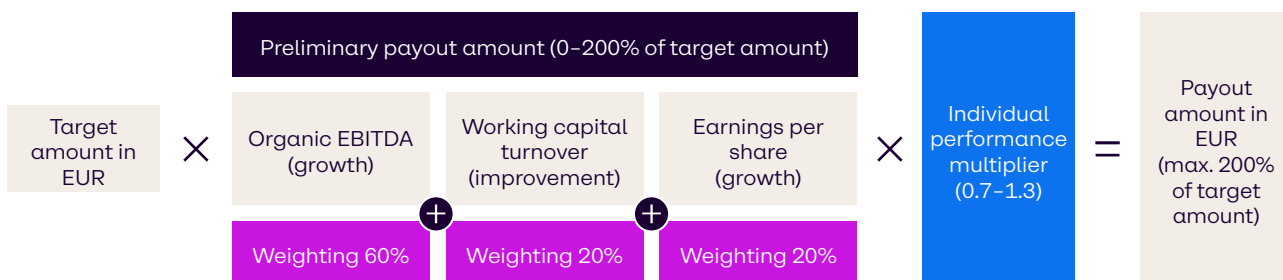 Preliminary payout amount (0–200% of target amount)
Target
amount in
EUR
×
Organic EBITDA
(growth)
+
Working capital
turnover
(improvement)
+
Earnings per
share
(growth)
Weighting 60%
Weighting 20%
Weighting 20%
×
Individual
performance
multiplier
(0.7–1.3)
=
Payout
amount in
EUR
(max. 200%
of target
amount)